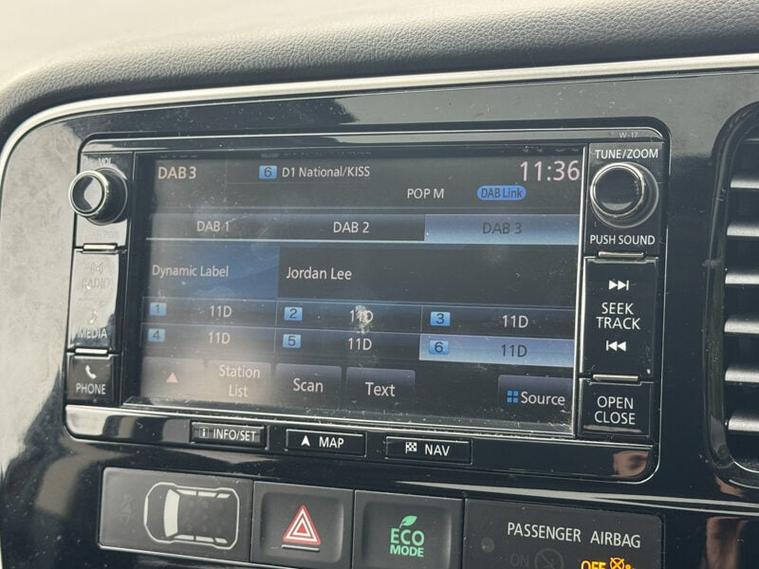 W-17
VOL
DAB3
6 D1 National/KISS
11:36
TUNE/ZOOM
POP M
DAB Link
DAB 1
DAB 2
DAB 3
PUSH SOUND
Dynamic Label
Jordan Lee
RADIO
SEEK
TRACK
1 11D
2 11D
3 11D
MEDIA
4 11D
5 11D
6 11D
PHONE
Station
List
Scan
Text
Source
OPEN
CLOSE
i INFO/SET
MAP
NAV
ECO
MODE
PASSENGER AIRBAG
ON
OFF